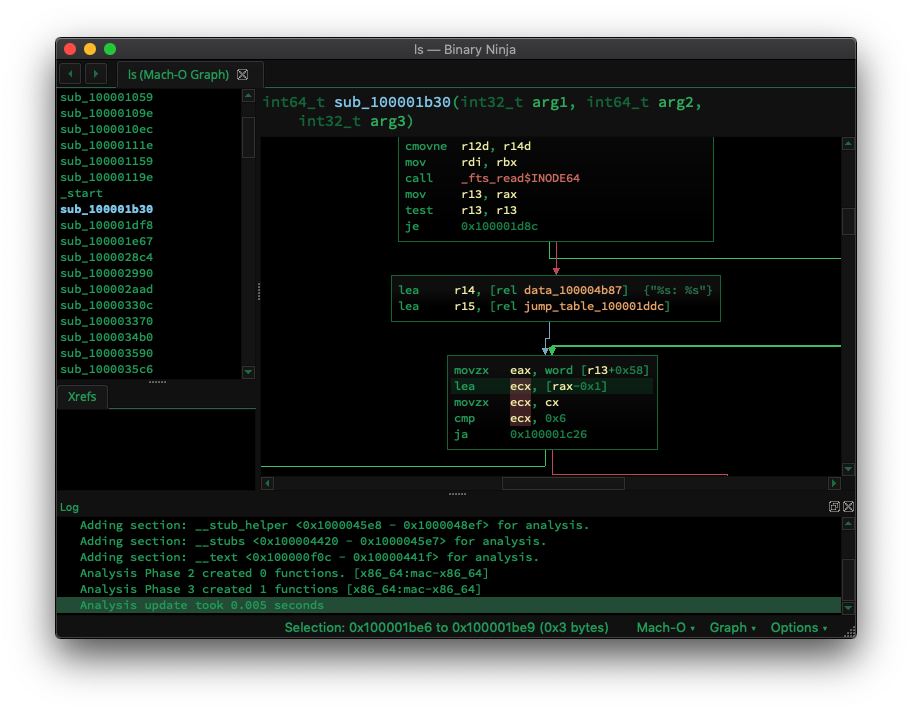 ls — Binary Ninja
ls (Mach-O Graph)
sub_100001059
sub_10000109e
sub_1000010ec
sub_10000111e
sub_100001159
sub_10000119e
_start
sub_100001b30
sub_100001df8
sub_100001e67
sub_1000028c4
sub_100002990
sub_100002aad
sub_10000330c
sub_100003370
sub_1000034b0
sub_100003590
sub_1000035c6
Xrefs
int64_t sub_100001b30(int32_t arg1, int64_t arg2,
int32_t arg3)
cmovne r12d, r14d
mov rdi, rbx
call _fts_read$INODE64
mov r13, rax
test r13, r13
je 0x100001d8c
lea r14, [rel data_100004b87] {"%s: %s"}
lea r15, [rel jump_table_100001ddc]
movzx eax, word [r13+0x58]
lea ecx, [rax-0x1]
movzx ecx, cx
cmp ecx, 0x6
ja 0x100001c26
Log
Adding section: __stub_helper <0x1000045e8 - 0x1000048ef> for analysis.
Adding section: __stubs <0x100004420 - 0x1000045e7> for analysis.
Adding section: __text <0x100000f0c - 0x10000441f> for analysis.
Analysis Phase 2 created 0 functions. [x86_64:mac-x86_64]
Analysis Phase 3 created 1 functions [x86_64:mac-x86_64]
Analysis update took 0.005 seconds
Selection: 0x100001be6 to 0x100001be9 (0x3 bytes) Mach-O Graph Options